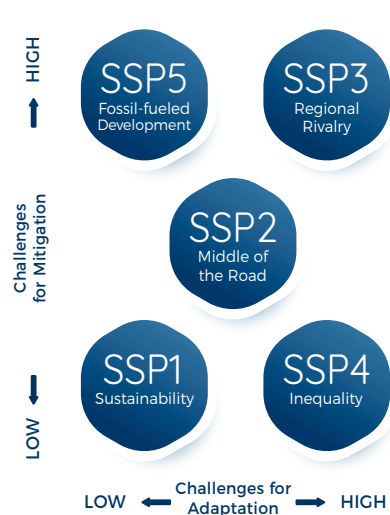 HIGH
SSP5
Fossil-fueled
Development
SSP3
Regional
Rivalry
Challenges
for Mitigation
SSP2
Middle of
the Road
SSP1
Sustainability
SSP4
Inequality
LOW
LOW
Challenges for
Adaptation
HIGH